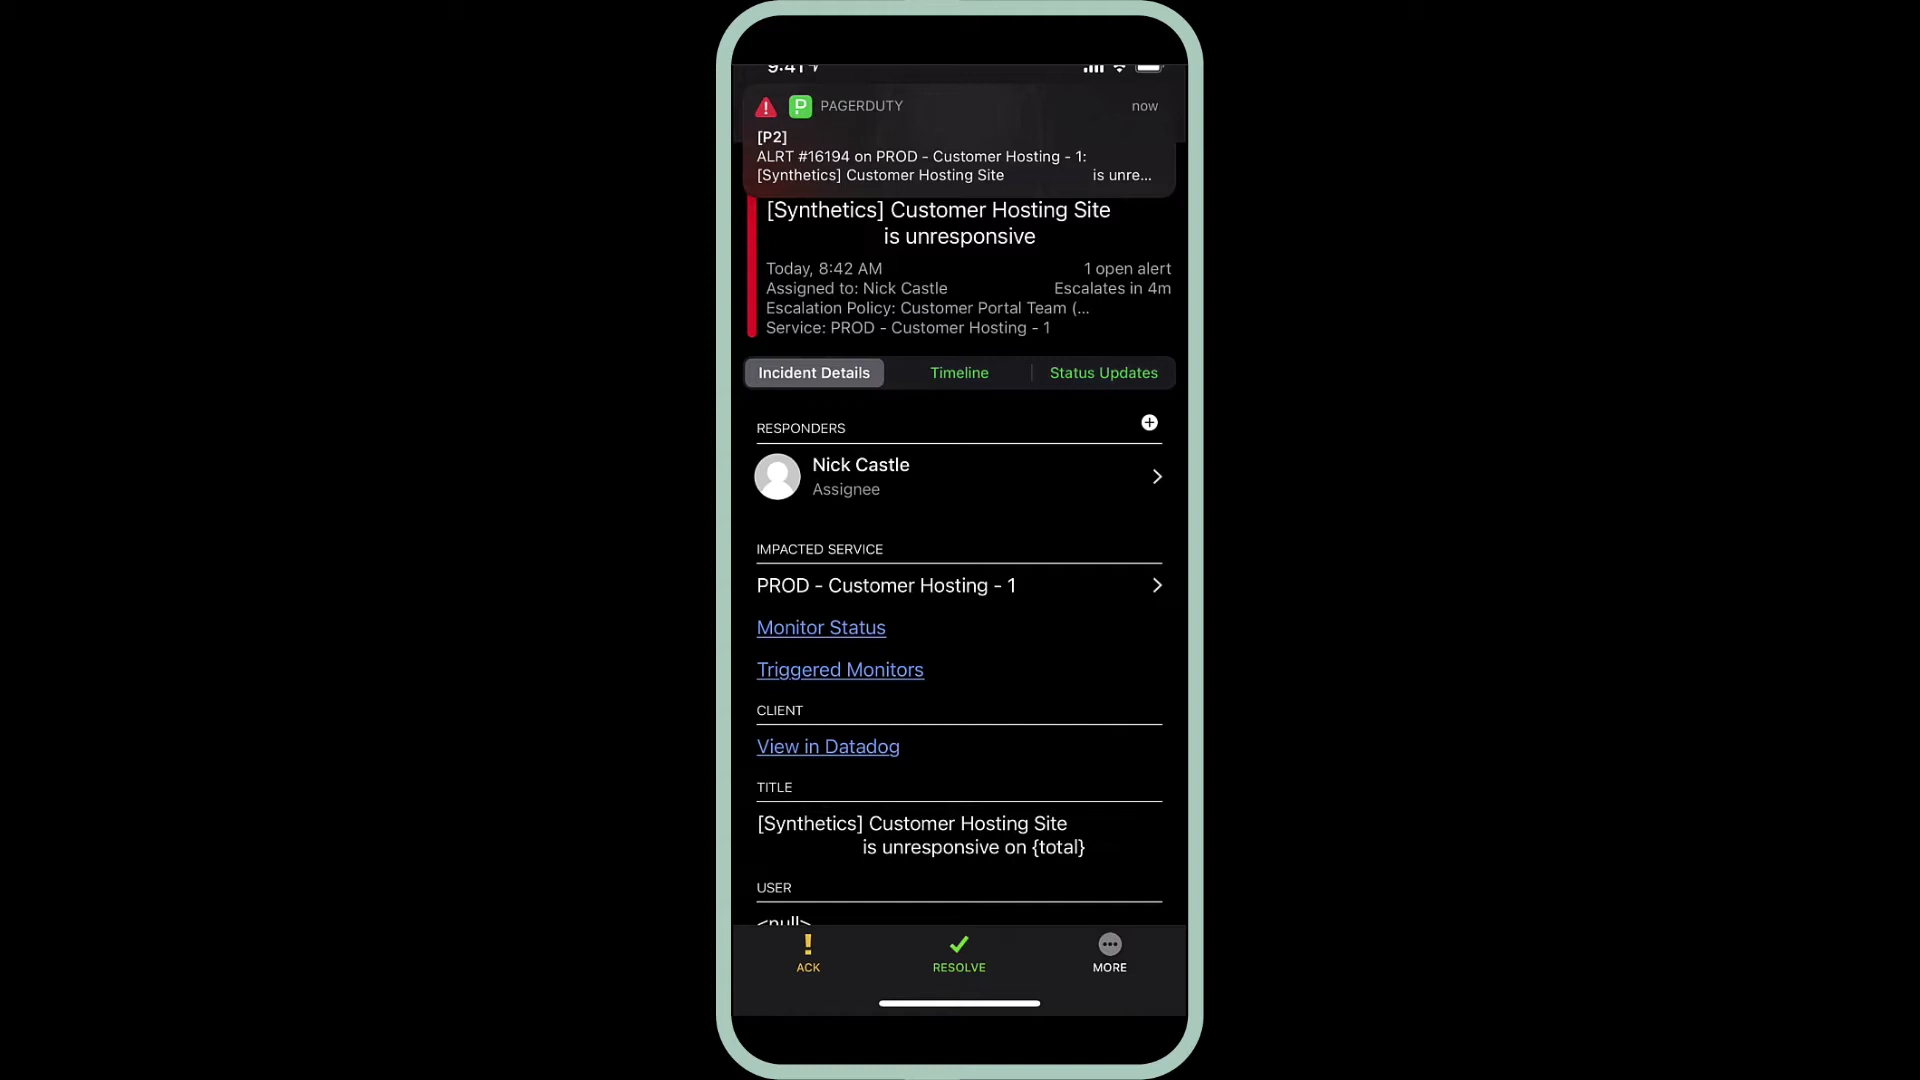 9:41
PAGERDUTY now
[P2]
ALRT #16194 on PROD - Customer Hosting - 1:
[Synthetics] Customer Hosting Site is unre...
[Synthetics] Customer Hosting Site
is unresponsive
Today, 8:42 AM 1 open alert
Assigned to: Nick Castle Escalates in 4m
Escalation Policy: Customer Portal Team (...
Service: PROD - Customer Hosting - 1
Incident Details Timeline Status Updates
RESPONDERS
Nick Castle
Assignee
IMPACTED SERVICE
PROD - Customer Hosting - 1
Monitor Status
Triggered Monitors
CLIENT
View in Datadog
TITLE
[Synthetics] Customer Hosting Site
is unresponsive on {total}
USER
<null>
ACK RESOLVE MORE